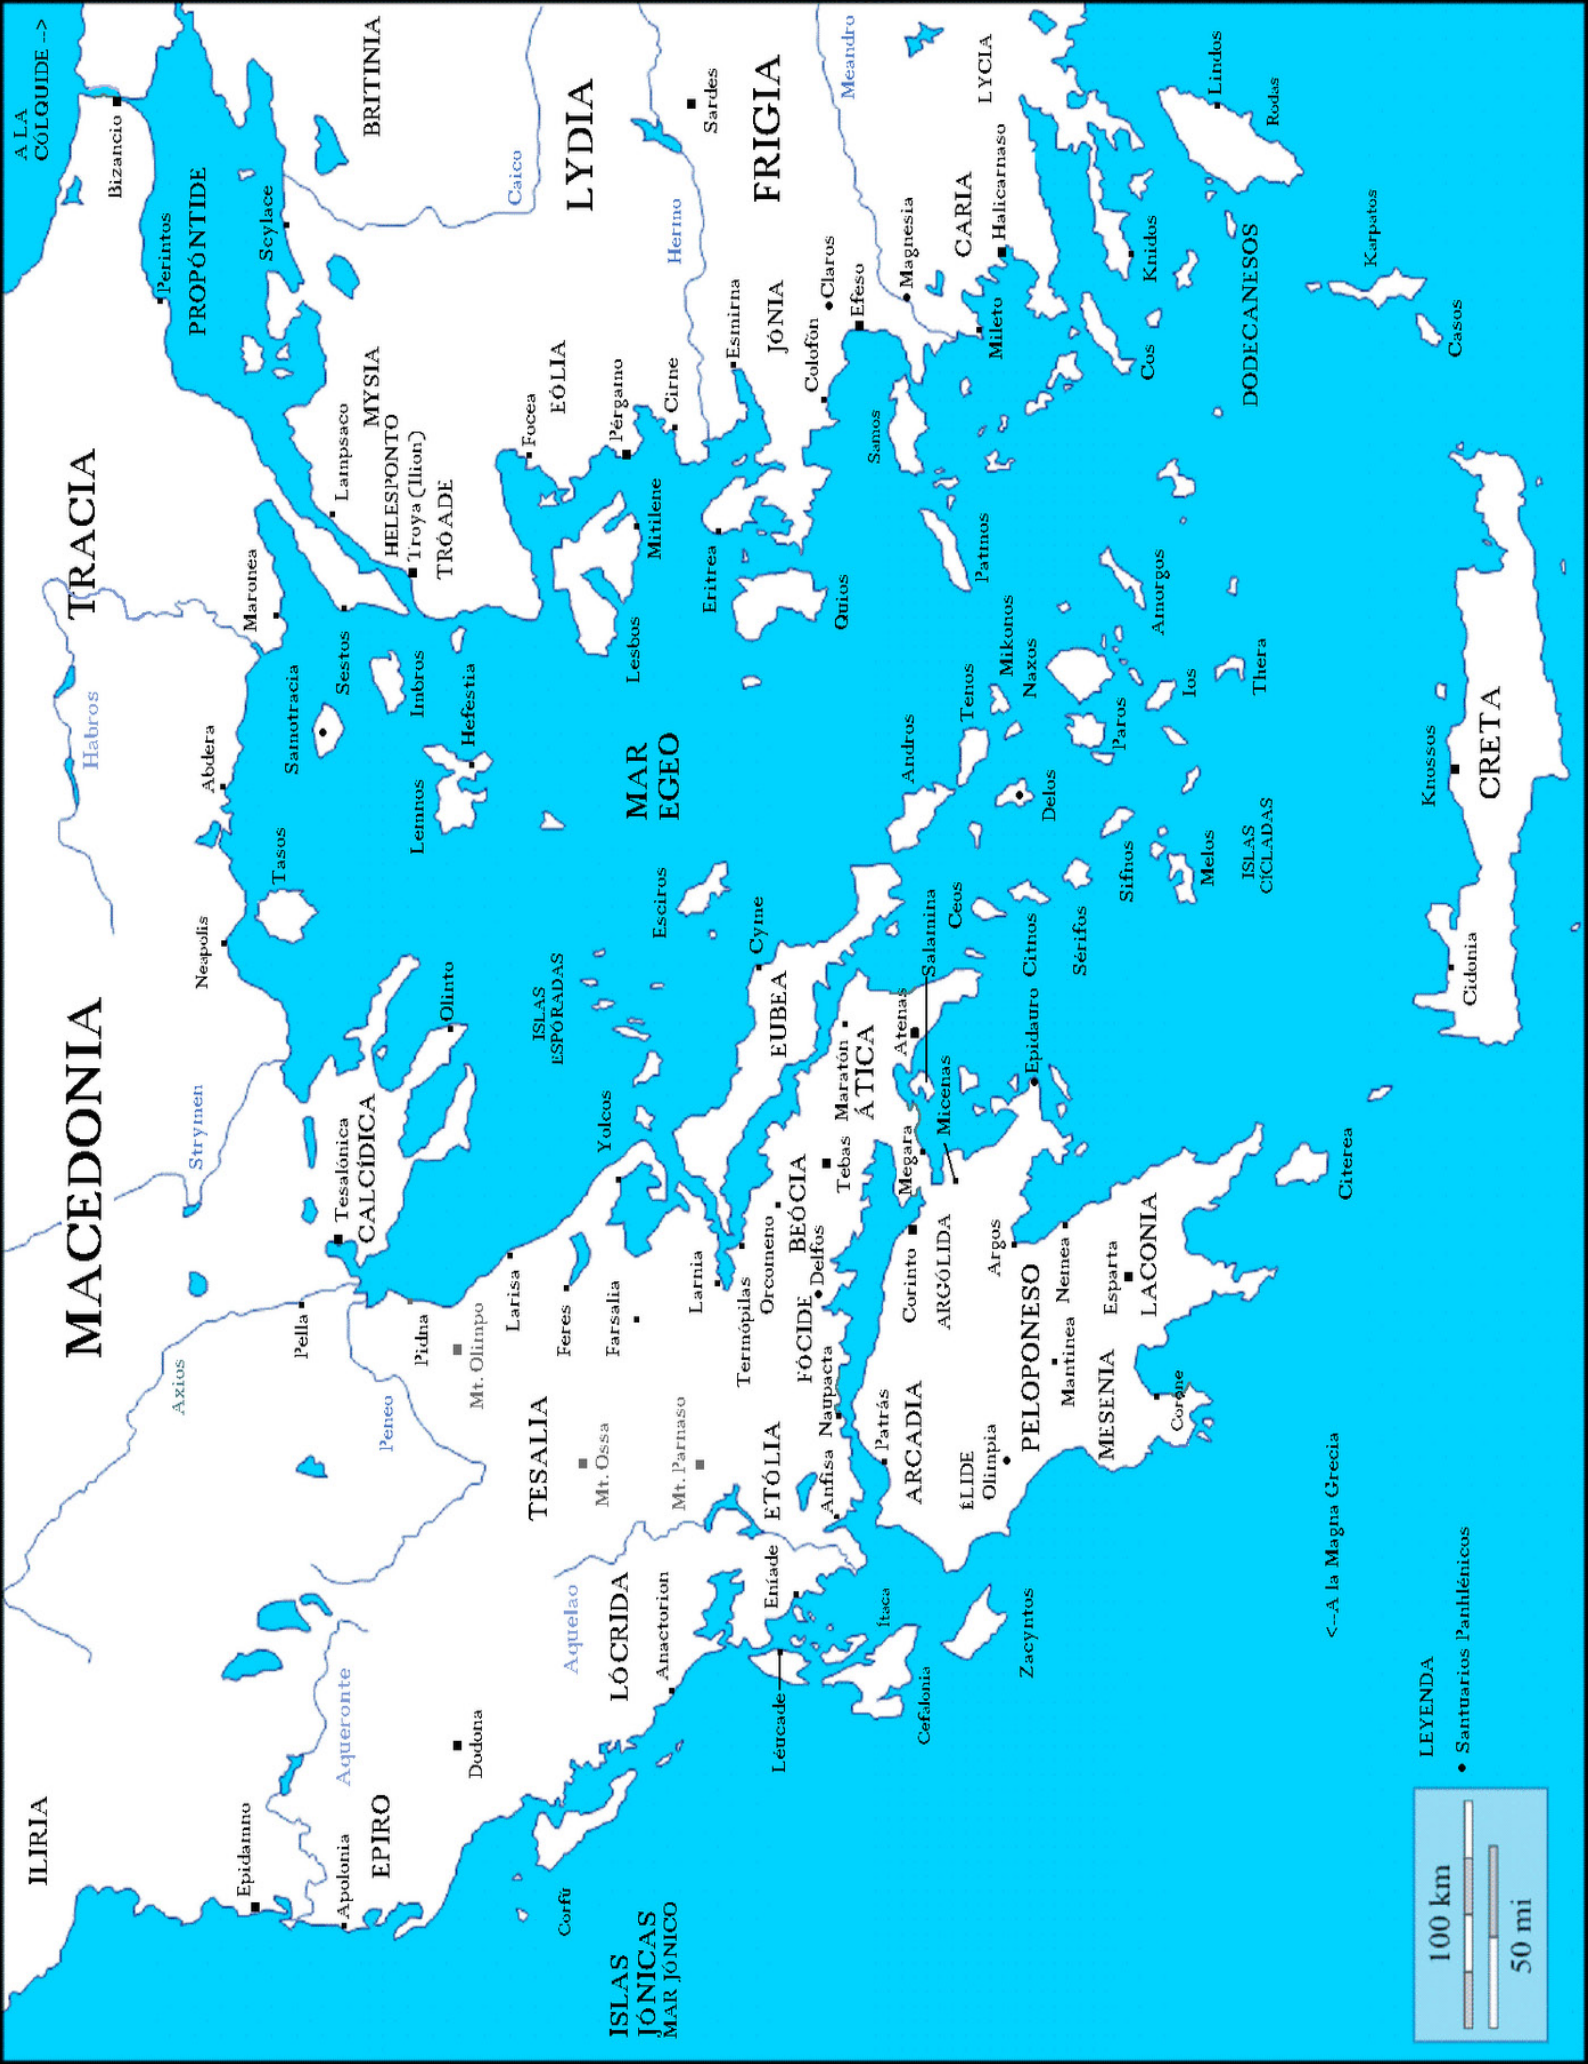 ILIRIA
MACEDONIA
TRACIA
A LA
CÓLQUIDE -->
Habros
Strymen
Axios
Neapolis
Abdera
Maronea
Perintos
Bizancio
PROPÓNTIDE
Scylace
BRITINIA
Epidamno
Apolonia
EPIRO
Aqueronte
Pella
Tesalónica
CALCÍDICA
Tasos
Samotracia
Sestos
Lampsaco
MYSIA
HELESPONTO
Troya (Ilion)
TRÓADE
Imbros
Lemnos
Hefestia
Olinto
Pidna
Peneo
Mt. Olimpo
Dodona
TESALIA
Larisa
Feres
Farsalia
Yolcos
ISLAS
ESPÓRADAS
Focea
EÓLIA
Caico
LYDIA
Pérgamo
Cirne
Hermo
Sardes
FRIGIA
Mitilene
Lesbos
MAR
EGEO
Esciros
Corfú
ISLAS
JÓNICAS
MAR JÓNICO
Aquelao
LÓCRIDA
Anactorion
Mt. Ossa
Mt. Parnaso
Larnia
Termópilas
Orcomeno
BEÓCIA
Delfos
FÓCIDE
Naupacta
ETÓLIA
Anfisa
Eníade
Léucade
Ítaca
Cefalonia
Zacyntos
Cyme
EUBEA
Maratón
ÁTICA
Tebas
Atenas
Salamina
Megara
Micenas
Corinto
ARGÓLIDA
Patrás
ARCADIA
ÉLIDE
Olimpia
Argos
PELOPONESO
Nemea
Mantinea
Epidauro
Esparta
LACONIA
MESENIA
Corone
Citerea
Eritrea
Quios
Esmirna
JÓNIA
Colofón
Claros
Efeso
Magnesia
Meandro
LYCIA
CARIA
Halicarnaso
Mileto
Samos
Patmos
Andros
Tenos
Mikonos
Naxos
Delos
Paros
Ceos
Citnos
Sérifos
Sifnos
Melos
ISLAS
CÍCLADAS
Ios
Thera
Amorgos
Cos
Knidos
DODECANESOS
Lindos
Rodas
Karpatos
Casos
Knossos
CRETA
Cidonia
<--A la Magna Grecia
LEYENDA
Santuarios Panhlénicos
100 km
50 mi